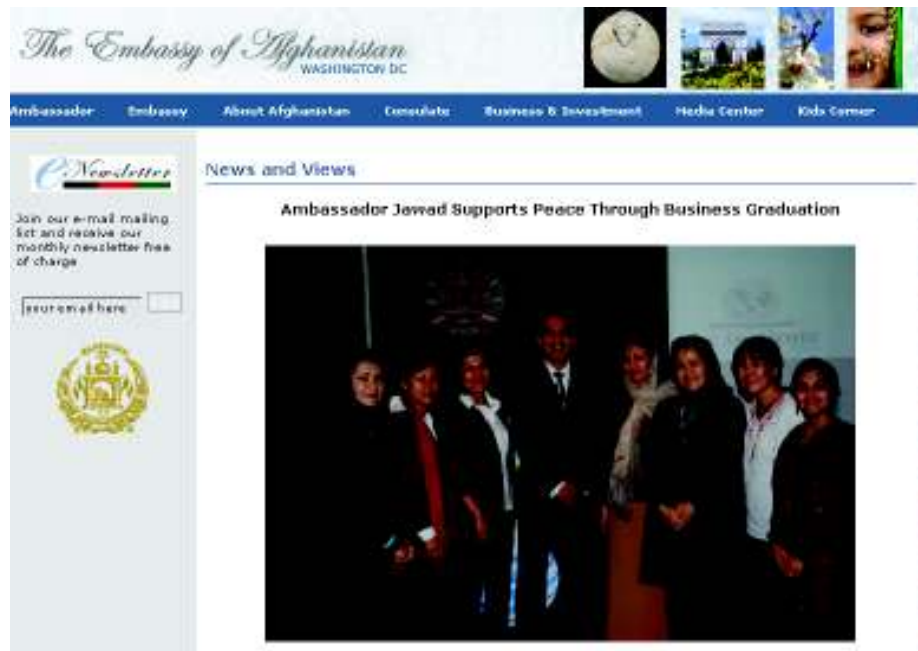 The Embassy of Afghanistan
WASHINGTON DC
Ambassador Embassy About Afghanistan Consulate Business & Investment Media Center Kids Corner
eNewsletter
Join our e-mail mailing
list and receive our
monthly newsletter free
of charge
your email here
News and Views
Ambassador Jawad Supports Peace Through Business Graduation